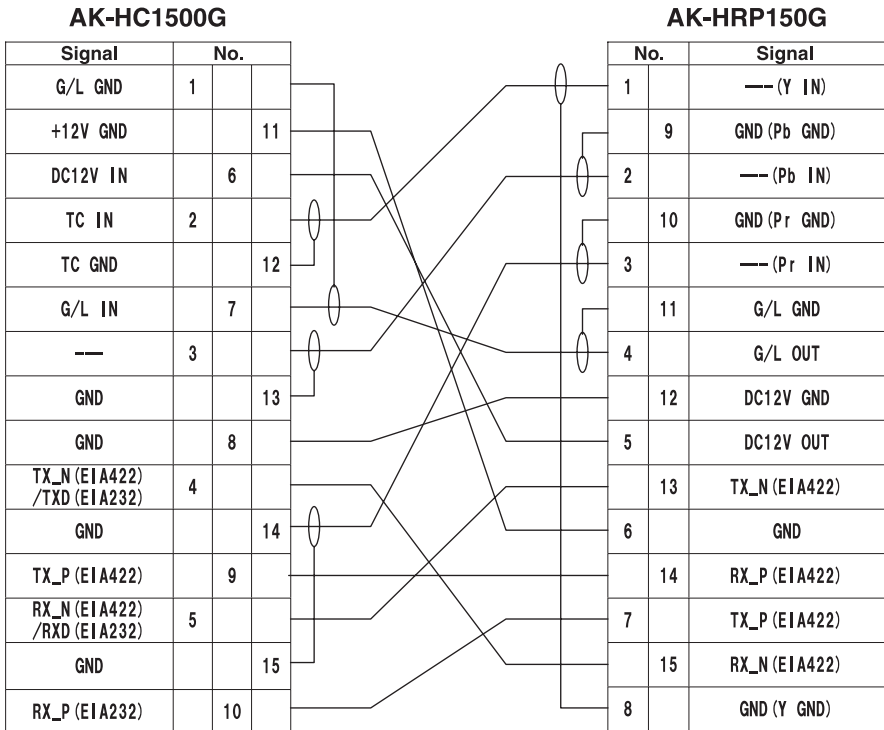 AK-HC1500G
Signal No.
G/L GND 1
+12V GND 11
DC12V IN 6
TC IN 2
TC GND 12
G/L IN 7
--- 3
GND 13
GND 8
TX_N(EIA422)
/TXD(EIA232) 4
GND 14
TX_P(EIA422) 9
RX_N(EIA422)
/RXD(EIA232) 5
GND 15
RX_P(EIA232) 10
AK-HRP150G
No. Signal
1 ---(Y IN)
9 GND(Pb GND)
2 ---(Pb IN)
10 GND(Pr GND)
3 ---(Pr IN)
11 G/L GND
4 G/L OUT
12 DC12V GND
5 DC12V OUT
13 TX_N(EIA422)
6 GND
14 RX_P(EIA422)
7 TX_P(EIA422)
15 RX_N(EIA422)
8 GND(Y GND)